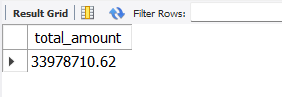 Result Grid Filter Rows:
total_amount
33978710.62